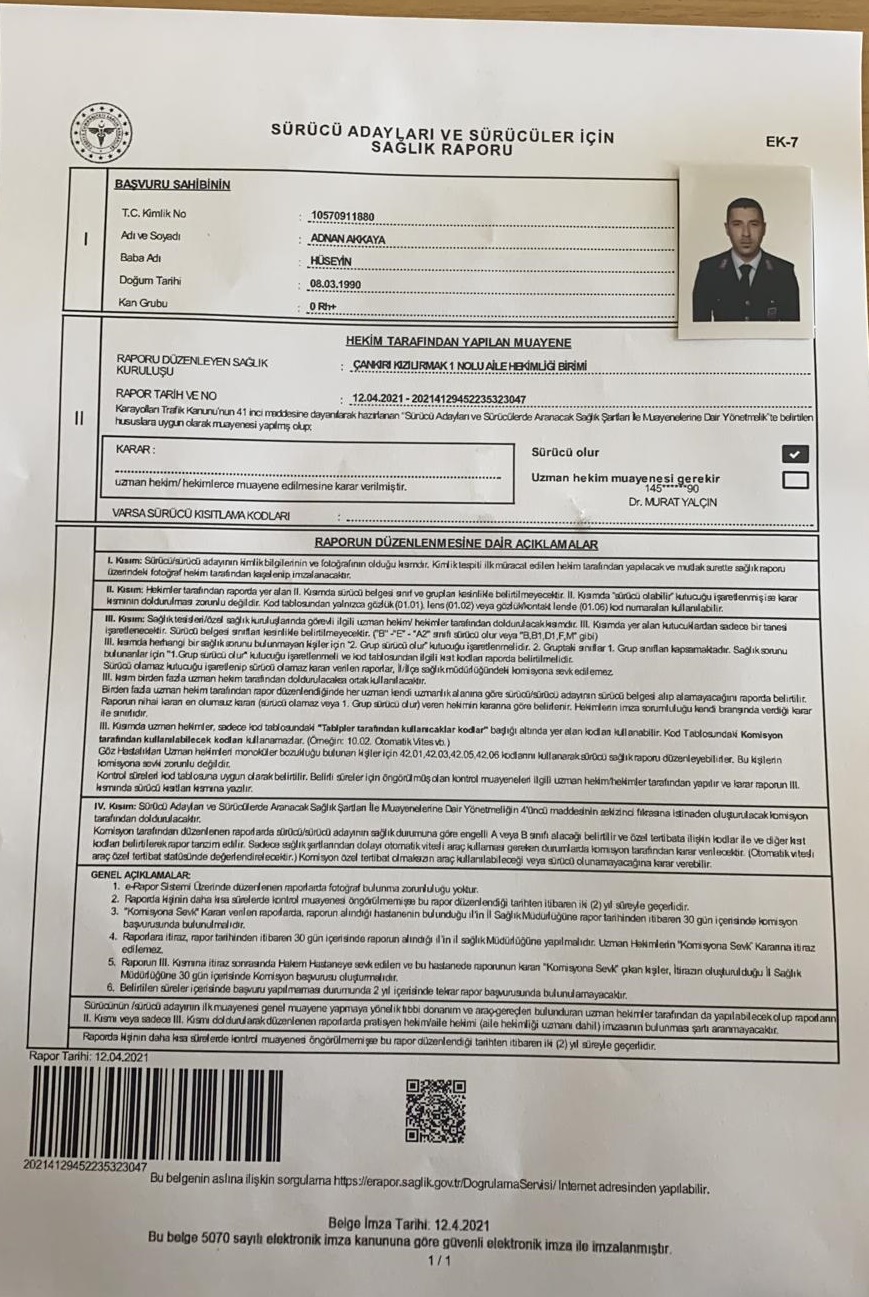 SÜRÜCÜ ADAYLARI VE SÜRÜCÜLER İÇİN
SAĞLIK RAPORU
EK-7
I
BAŞVURU SAHİBİNİN
T.C. Kimlik No : 10570911880
Adı ve Soyadı : ADNAN AKKAYA
Baba Adı : HÜSEYİN
Doğum Tarihi : 08.03.1990
Kan Grubu : 0 Rh+
II
HEKİM TARAFINDAN YAPILAN MUAYENE
RAPORU DÜZENLEYEN SAĞLIK
KURULUŞU : ÇANKIRI KIZILIRMAK 1 NOLU AİLE HEKİMLİĞİ BİRİMİ
RAPOR TARİH VE NO : 12.04.2021 - 20214129452235323047
Karayolları Trafik Kanunu'nun 41 inci maddesine dayanılarak hazırlanan "Sürücü Adayları ve Sürücülerde Aranacak Sağlık Şartları İle Muayenelerine Dair Yönetmelik"te belirtilen
hususlara uygun olarak muayenesi yapılmış olup;
KARAR :
uzman hekim/ hekimlerce muayene edilmesine karar verilmiştir.
Sürücü olur
Uzman hekim muayenesi gerekir
145*****90
Dr. MURAT YALÇIN
VARSA SÜRÜCÜ KISITLAMA KODLARI :
RAPORUN DÜZENLENMESİNE DAİR AÇIKLAMALAR
I. Kısım: Sürücü/sürücü adayının kimlik bilgilerinin ve fotoğrafının olduğu kısımdır. Kimlik tespiti ilk müracat edilen hekim tarafından yapılacak ve mutlak surette sağlık raporu
üzerindeki fotoğraf hekim tarafından kaşelenip imzalanacaktır.
II. Kısım: Hekimler tarafından raporda yer alan II. Kısımda sürücü belgesi sınıf ve grupları kesinlikle belirtilmeyecektir. II. Kısımda "sürücü olabilir" kutucuğu işaretlenmiş ise karar
kısmının doldurulması zorunlu değildir. Kod tablosundan yalnızca gözlük (01.01), lens (01.02) veya gözlük/kontakt lensle (01.06) kod numaraları kullanılabilir.
III. Kısım: Sağlık tesisleri/özel sağlık kuruluşlarında görevli ilgili uzman hekim/ hekimler tarafından doldurulacak kısımdır. III. Kısımda yer alan kutucuklardan sadece bir tanesi
işaretlenecektir. Sürücü belgesi sınıfları kesinlikle belirtilmeyecektir. ("B" -"E"- "A2" sınıfı sürücü olur veya "B,B1,D1,F,M" gibi)
III. kısımda herhangi bir sağlık sorunu bulunmayan kişiler için "2. Grup sürücü olur" kutucuğu işaretlenmelidir. 2. Gruptaki sınıflar 1. Grup sınıfları kapsamaktadır. Sağlık sorunu
bulunanlar için "1.Grup sürücü olur" kutucuğu işaretlenmeli ve kod tablosundan ilgili kısıt kodları raporda belirtilmelidir.
Sürücü olamaz kutucuğu işaretlenip sürücü olamaz kararı verilen raporlar, il/ilçe sağlık müdürlüğündeki komisyona sevk edilemez
III. kısım birden fazla uzman hekim tarafından doldurulacaksa ortak kullanılacaktır.
Birden fazla uzman hekim tarafından rapor düzenlendiğinde her uzman kendi uzmanlık alanına göre sürücü/sürücü adayının sürücü belgesi alıp alamayacağını raporda belirtilir.
Raporun nihai kararı en olumsuz kararı (sürücü olamaz veya 1. Grup sürücü olur) veren hekimin kararına göre belirlenir. Hekimlerin imza sorumluluğu kendi branşında verdiği karar
ile sınırlıdır.
III. Kısımda uzman hekimler, sadece kod tablosundaki "Tabipler tarafından kullanıcaklar kodlar" başlığı altında yer alan kodları kullanabilir. Kod Tablosundaki Komisyon
tarafından kullanılabilecek kodları kullanamazlar. (Örneğin: 10.02. Otomatik Vites vb.)
Göz Hastalıkları Uzman hekimleri monoküler bozukluğu bulunan kişiler için 42.01,42.03,42.05,42.06 kodlarını kullanarak sürücü sağlık raporu düzenleyebilirler. Bu kişilerin
komisyona sevki zorunlu değildir.
Kontrol süreleri kod tablosuna uygun olarak belirtilir. Belirli süreler için öngörülmüş olan kontrol muayeneleri ilgili uzman hekim/hekimler tarafından yapılır ve karar raporun III.
kısmında sürücü kısıtları kısmına yazılır.
IV. Kısım: Sürücü Adayları ve Sürücülerde Aranacak Sağlık Şartları İle Muayenelerine Dair Yönetmeliğin 4'üncü maddesinin sekizinci fıkrasına istinaden oluşturulacak komisyon
tarafından doldurulacaktır.
Komisyon tarafından düzenlenen raporlarda sürücü/sürücü adayının sağlık durumuna göre engelli A veya B sınıfı alacağı belirtilir ve özel tertibata ilişkin kodlar ile ve diğer kısıt
kodları belirtilerek rapor tanzim edilir. Sadece sağlık şartlarından dolayı otomatik vitesli araç kullanması gereken durumlarda komisyon tarafından karar verilecektir. (Otomatik vitesli
araç özel tertibat statüsünde değerlendirelecektir.) Komisyon özel tertibat olmaksızın araç kullanılabileceği veya sürücü olunamayacağına karar verebilir.
GENEL AÇIKLAMALAR:
1. e-Rapor Sistemi Üzerinde düzenlenen raporlarda fotoğraf bulunma zorunluluğu yoktur.
2. Raporda kişinin daha kısa sürelerde kontrol muayenesi öngörülmemişse bu rapor düzenlendiği tarihten itibaren iki (2) yıl süreyle geçerlidir.
3. "Komisyona Sevk" Kararı verilen raporlarda, raporun alındığı hastanenin bulunduğu il'in il Sağlık Müdürlüğüne rapor tarihinden itibaren 30 gün içerisinde komisyon
başvurusunda bulunulmalıdır.
4. Raporlara itiraz, rapor tarihinden itibaren 30 gün içerisinde raporun alındığı il'in il sağlık Müdürlüğüne yapılmalıdır. Uzman Hekimlerin "Komisyona Sevk" Kararına itiraz
edilemez.
5. Raporun III. Kısmına itiraz sonrasında Hakem Hastaneye sevk edilen ve bu hastanede raporunun kararı "Komisyona Sevk" çıkan kişiler, itirazın oluşturulduğu İl Sağlık
Müdürlüğüne 30 gün içerisinde Komisyon başvurusu oluşturmalıdır.
6. Belirtilen süreler içerisinde başvuru yapılmaması durumunda 2 yıl içerisinde tekrar rapor başvurusunda bulunulamayacaktır.
Sürücünün /sürücü adayının ilk muayenesi genel muayene yapmaya yönelik tıbbi donanım ve araç-gereçleri bulunduran uzman hekimler tarafından da yapılabilecek olup raporların
II. Kısmı veya sadece III. Kısmı doldurularak düzenlenen raporlarda pratisyen hekim/aile hekimi (aile hekimliği uzmanı dahil) imzasının bulunması şartı aranmayacaktır.
Raporda kişinin daha kısa sürelerde kontrol muayenesi öngörülmemişse bu rapor düzenlendiği tarihten itibaren iki (2) yıl süreyle geçerlidir.
Rapor Tarihi: 12.04.2021
20214129452235323047
Bu belgenin aslına ilişkin sorgulama https://erapor.saglik.gov.tr/DogrulamaServisi/ Internet adresinden yapılabilir.
Belge İmza Tarihi: 12.4.2021
Bu belge 5070 sayılı elektronik imza kanununa göre güvenli elektronik imza ile imzalanmıştır.
1 / 1